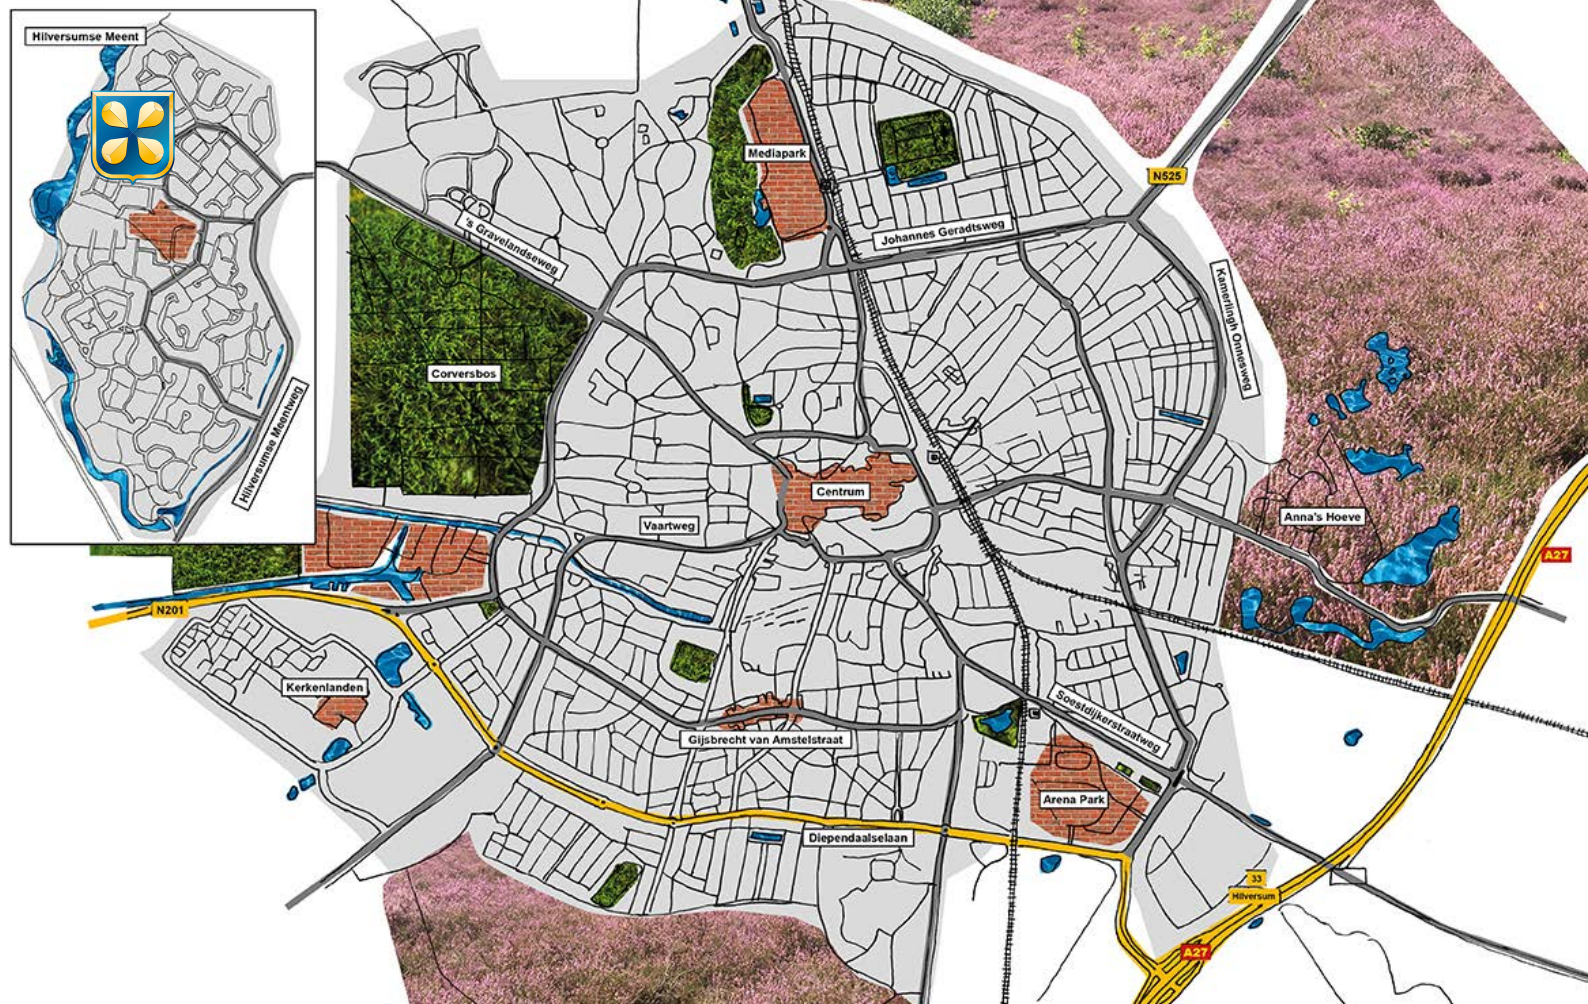 Hilversumse Meent
Hilversumse Meentweg
Mediapark
N525
's Gravelandseweg
Johannes Geradtsweg
Kamerlingh Onnesweg
Corversbos
Centrum
Vaartweg
Anna's Hoeve
A27
N201
Kerkenlanden
Gijsbrecht van Amstelstraat
Soestdijkerstraatweg
Arena Park
Diependaalselaan
33
Hilversum
A27